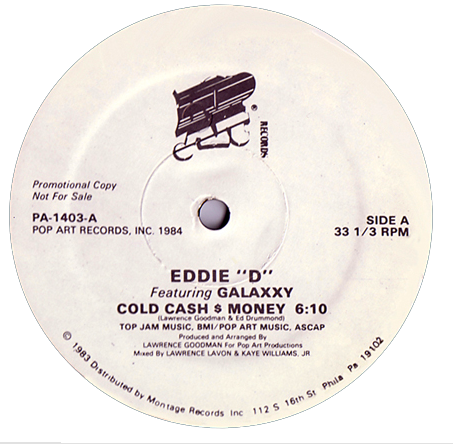 ® RECORDS
Promotional Copy
Not For Sale
PA-1403-A
POP ART RECORDS, INC. 1984
SIDE A
33 1/3 RPM
EDDIE "D"
Featuring GALAXXY
COLD CASH $ MONEY 6:10
(Lawrence Goodman & Ed Drummond)
TOP JAM MUSIC, BMI/POP ART MUSIC, ASCAP
Produced and Arranged By
LAWRENCE GOODMAN For Pop Art Productions
Mixed By LAWRENCE LAVON & KAYE WILLIAMS, JR
© 1983 Distributed by Montage Records Inc 112 S 16th St Phila Pa 19102